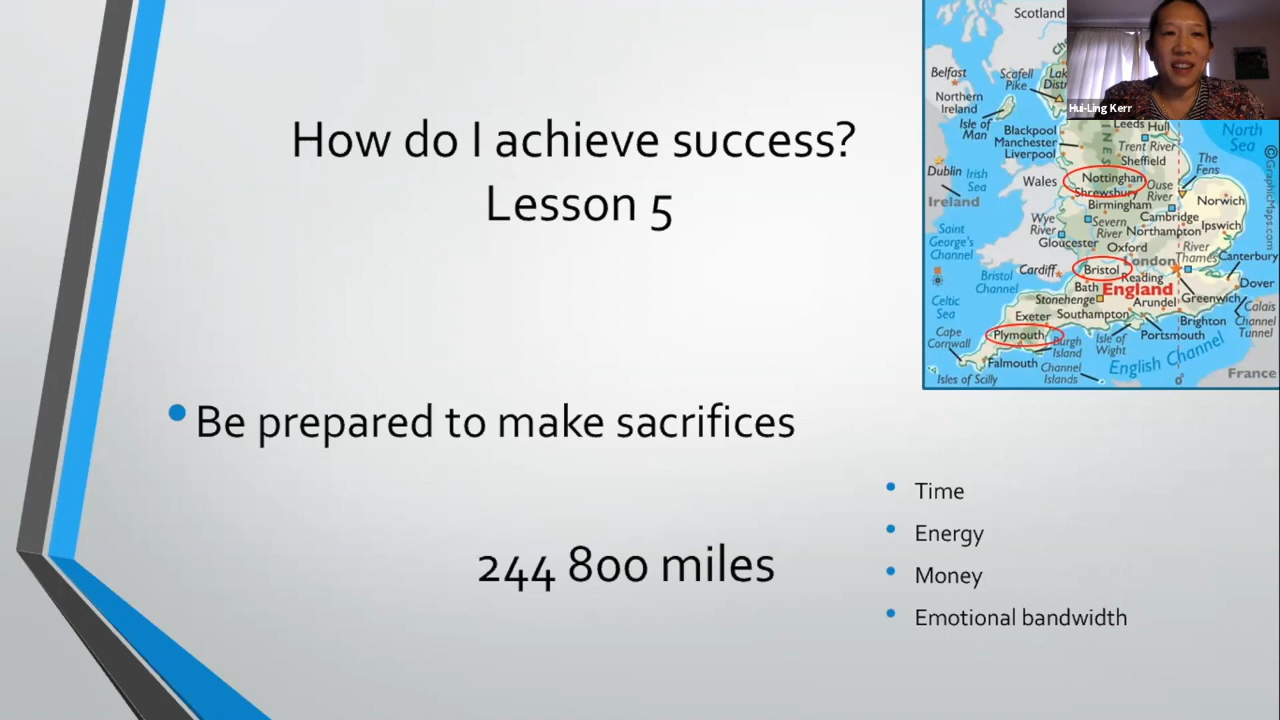 How do I achieve success?
Lesson 5
Be prepared to make sacrifices
244 800 miles
Time
Energy
Money
Emotional bandwidth
Hui-Ling Kerr
Scotland
Belfast
Scafell
Pike
Lak
Distr
Northern
Ireland
Isle of
Man
Blackpool
Manchester
Liverpool
Leeds
Hull
North
Sea
Trent River
Sheffield
The
Fens
Dublin
Irish
Sea
Wales
Nottingham
Shrewsbury
Ouse
River
Ireland
Birmingham
Norwich
Wye
River
Severn
River
Cambridge
Northampton
Ipswich
Saint
George's
Channel
Gloucester
Oxford
River
Thames
London
Canterbury
Bristol
Channel
Cardiff
Bristol
Reading
Bath
England
Dover
Celtic
Sea
Stonehenge
Arundel
Greenwich
Calais
Channel
Tunnel
Exeter
Southampton
Brighton
Cape
Cornwall
Plymouth
Burgh
Island
Isle of
Wight
Portsmouth
Falmouth
Channel
Islands
English Channel
France
Isles of Scilly
0°
©GraphicMaps.com